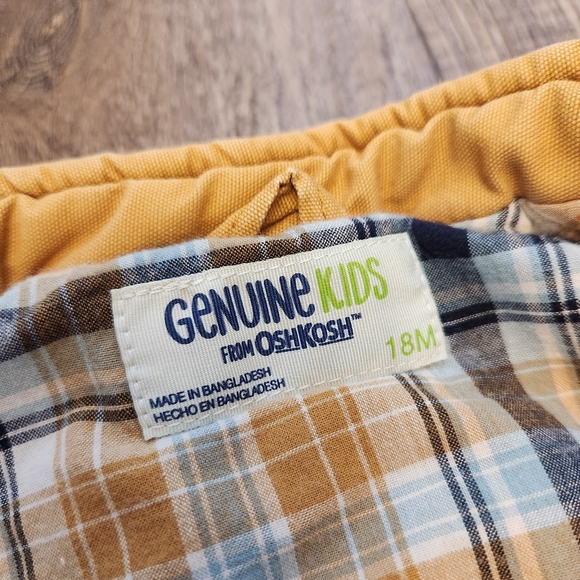 GENUINE KIDS
FROM OSHKOSH™
18M
MADE IN BANGLADESH
HECHO EN BANGLADESH